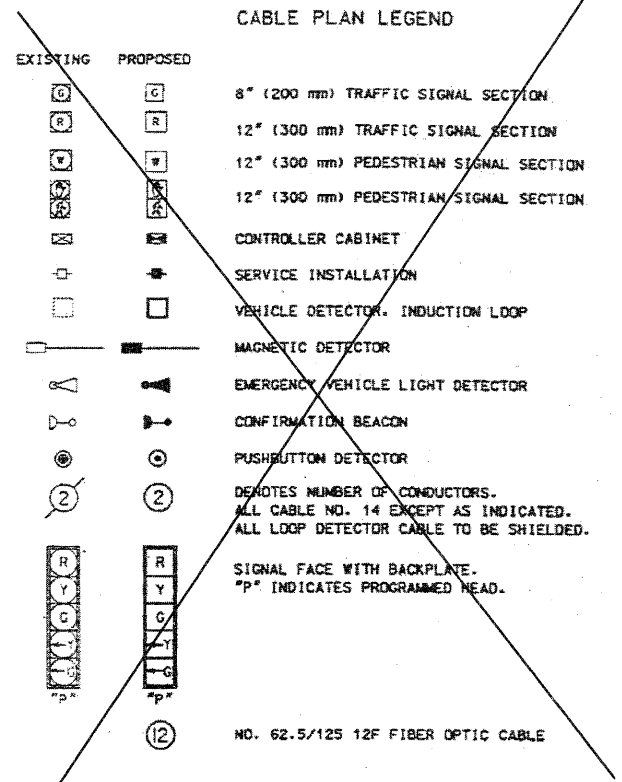 CABLE PLAN LEGEND
EXISTING PROPOSED
G G 8" (200 mm) TRAFFIC SIGNAL SECTION
R R 12" (300 mm) TRAFFIC SIGNAL SECTION
W W 12" (300 mm) PEDESTRIAN SIGNAL SECTION
12" (300 mm) PEDESTRIAN SIGNAL SECTION
CONTROLLER CABINET
SERVICE INSTALLATION
VEHICLE DETECTOR. INDUCTION LOOP
MAGNETIC DETECTOR
EMERGENCY VEHICLE LIGHT DETECTOR
CONFIRMATION BEACON
PUSHBUTTON DETECTOR
2 2 DENOTES NUMBER OF CONDUCTORS.
ALL CABLE NO. 14 EXCEPT AS INDICATED.
ALL LOOP DETECTOR CABLE TO BE SHIELDED.
R R SIGNAL FACE WITH BACKPLATE.
Y Y "P" INDICATES PROGRAMMED HEAD.
G G
Y Y
G G
"P" "P"
12 NO. 62.5/125 12F FIBER OPTIC CABLE